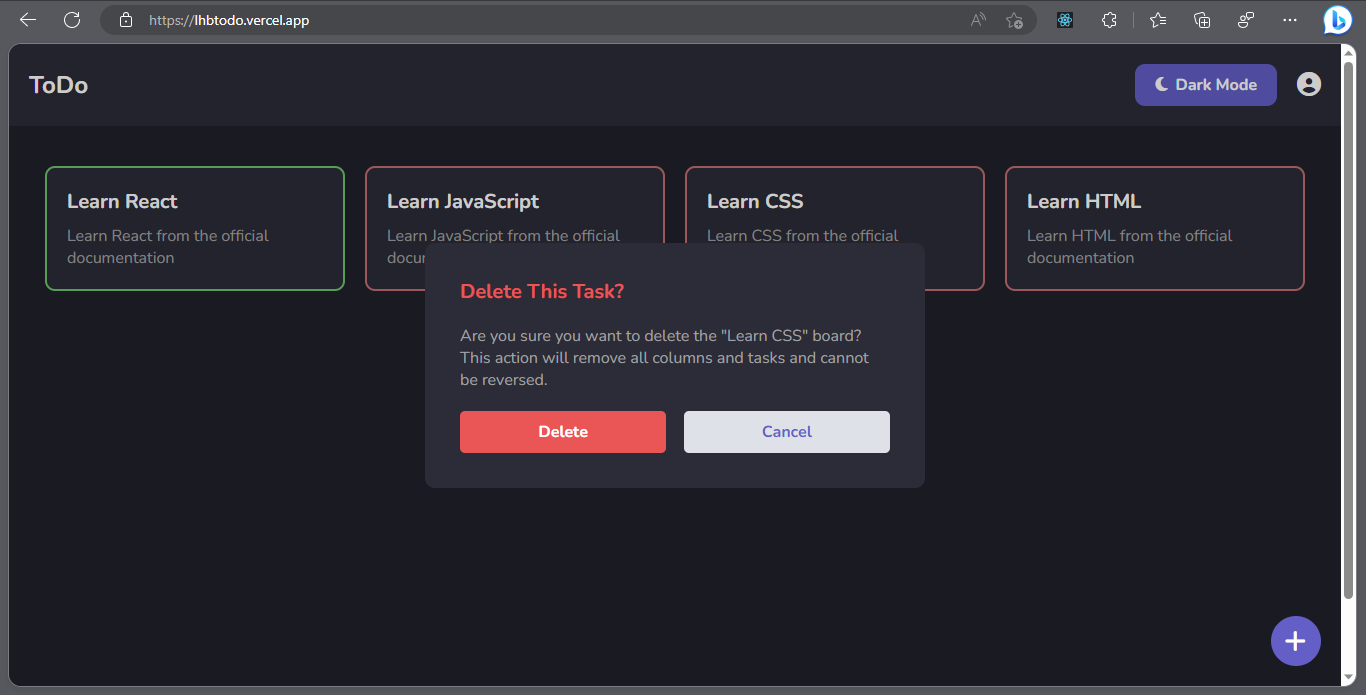 https://lhbtodo.vercel.app
ToDo
Dark Mode
Learn React
Learn React from the official
documentation
Learn JavaScript
Learn JavaScript from the official
docu
Learn CSS
Learn CSS from the official
Learn HTML
Learn HTML from the official
documentation
Delete This Task?
Are you sure you want to delete the "Learn CSS" board?
This action will remove all columns and tasks and cannot
be reversed.
Delete
Cancel